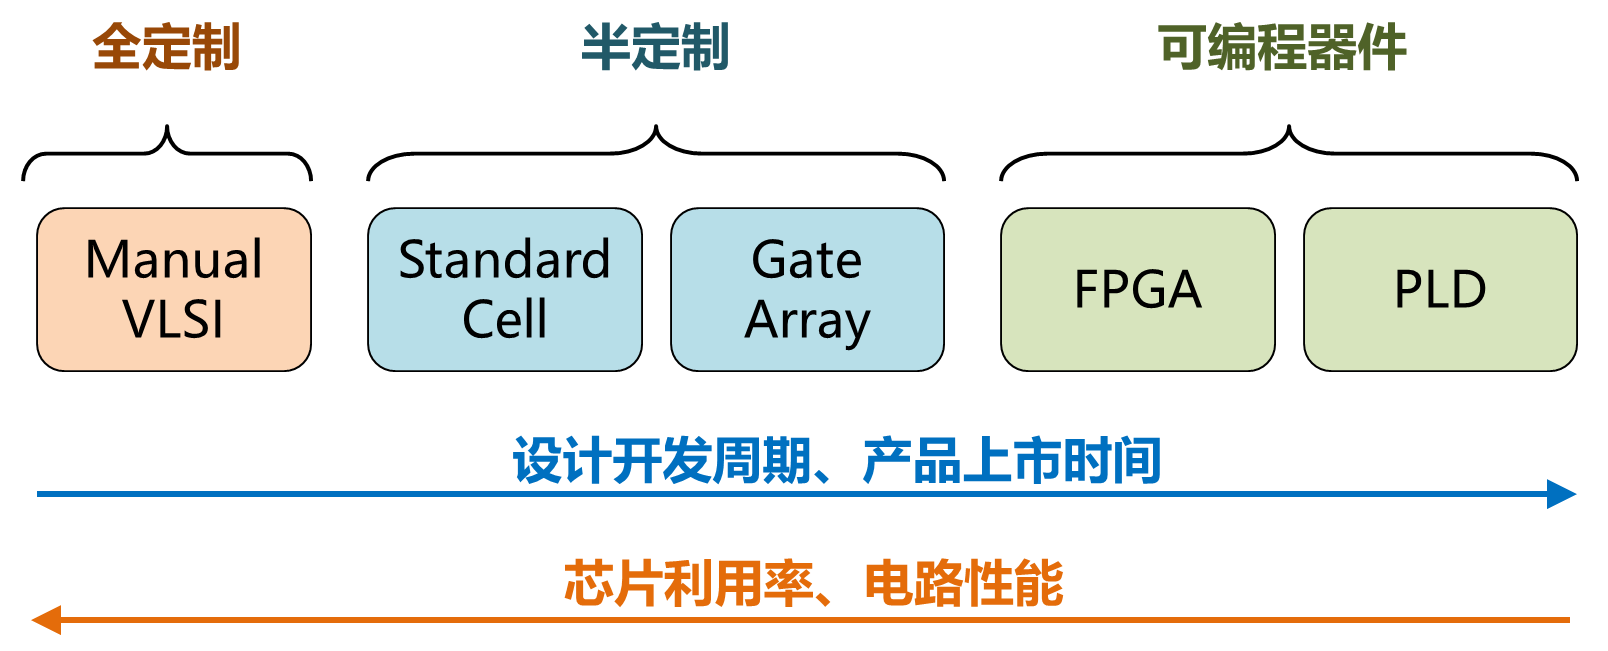 全定制
半定制
可编程器件
Manual
VLSI
Standard
Cell
Gate
Array
FPGA
PLD
设计开发周期、产品上市时间
芯片利用率、电路性能